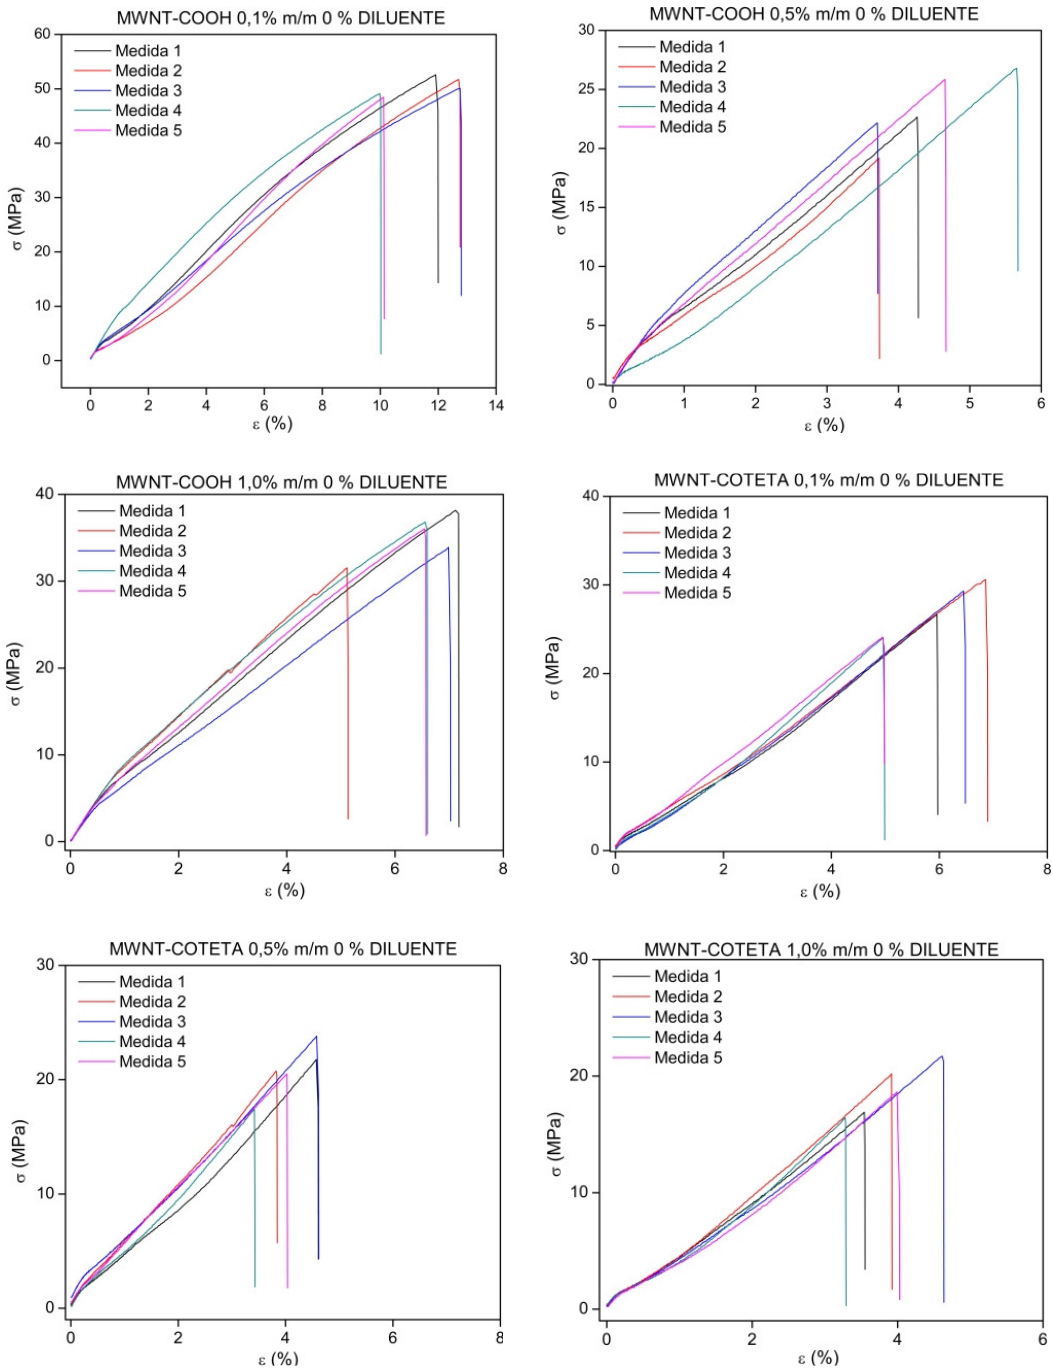 MWNT-COOH 0,1% m/m 0 % DILUENTE
60
50
40
30
20
10
0
σ (MPa)
Medida 1
Medida 2
Medida 3
Medida 4
Medida 5
0 2 4 6 8 10 12 14
ε (%)
MWNT-COOH 0,5% m/m 0 % DILUENTE
30
25
20
15
10
5
0
σ (MPa)
Medida 1
Medida 2
Medida 3
Medida 4
Medida 5
0 1 2 3 4 5 6
ε (%)
MWNT-COOH 1,0% m/m 0 % DILUENTE
40
30
20
10
0
σ (MPa)
Medida 1
Medida 2
Medida 3
Medida 4
Medida 5
0 2 4 6 8
ε (%)
MWNT-COTETA 0,1% m/m 0 % DILUENTE
40
30
20
10
0
σ (MPa)
Medida 1
Medida 2
Medida 3
Medida 4
Medida 5
0 2 4 6 8
ε (%)
MWNT-COTETA 0,5% m/m 0 % DILUENTE
30
20
10
0
σ (MPa)
Medida 1
Medida 2
Medida 3
Medida 4
Medida 5
0 2 4 6 8
ε (%)
MWNT-COTETA 1,0% m/m 0 % DILUENTE
30
20
10
0
σ (MPa)
Medida 1
Medida 2
Medida 3
Medida 4
Medida 5
0 2 4 6
ε (%)